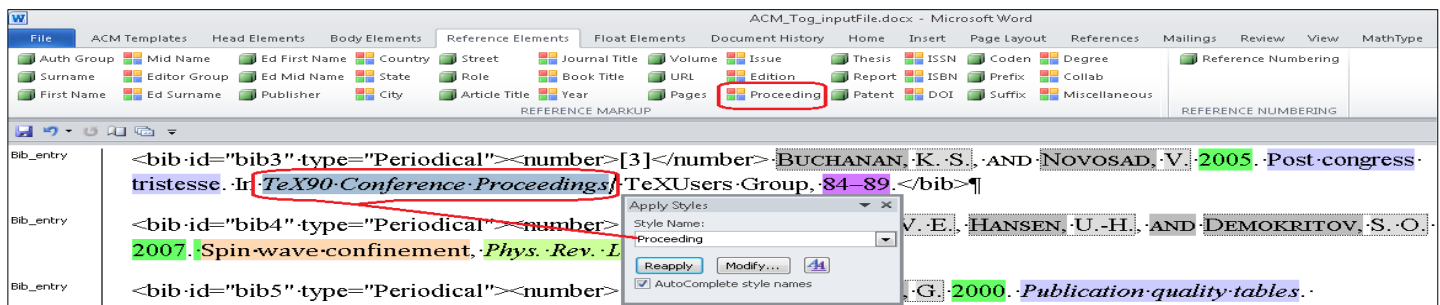 W ACM_Tog_inputFile.docx - Microsoft Word
File ACM Templates Head Elements Body Elements Reference Elements Float Elements Document History Home Insert Page Layout References Mailings Review View MathType
Auth Group Mid Name Ed First Name Country Street Journal Title Volume Issue Thesis ISSN Coden Degree Reference Numbering
Surname Editor Group Ed Mid Name State Role Book Title URL Edition Report ISBN Prefix Collab
First Name Ed Surname Publisher City Article Title Year Pages Proceeding Patent DOI Suffix Miscellaneous
REFERENCE MARKUP REFERENCE NUMBERING
Bib_entry <bib·id="bib3"·type="Periodical"><number>[3]</number>·BUCHANAN,·K.·S.,·AND·NOVOSAD,·V.·2005.·Post·congress·
tristesse.·In·TeX90·Conference·Proceedings,·TeXUsers·Group,·84–89.</bib>¶
Apply Styles
Bib_entry <bib·id="bib4"·type="Periodical"><number> Style Name: V.·E.,·HANSEN,·U.-H.,·AND·DEMOKRITOV,·S.·O.·
Proceeding
2007.·Spin-wave·confinement,·Phys.·Rev.·L
Reapply Modify...
AutoComplete style names
Bib_entry <bib·id="bib5"·type="Periodical"><number> ,·G.·2000.·Publication·quality·tables.·